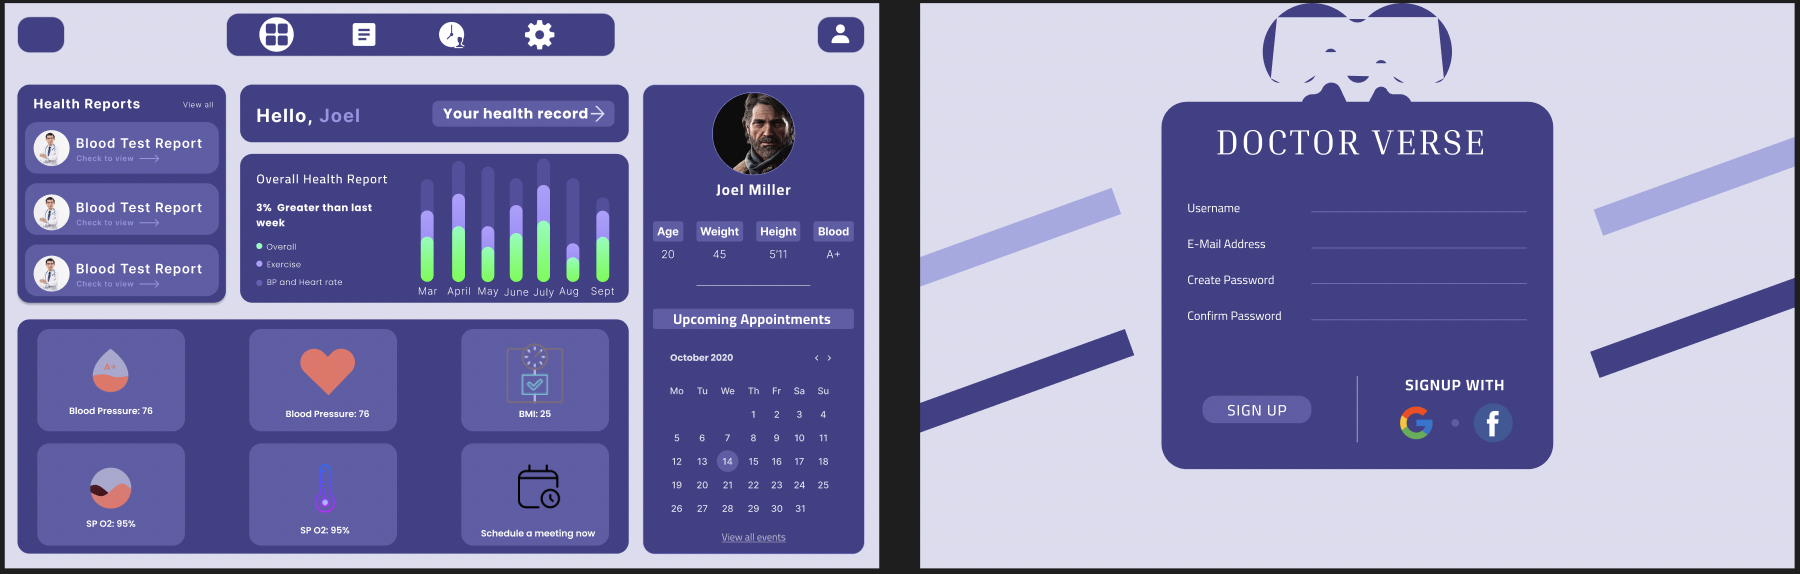 Health Reports
View all
Blood Test Report
Check to view
Blood Test Report
Check to view
Blood Test Report
Check to view
Hello, Joel
Your health record
Overall Health Report
3% Greater than last
week
Overall
Exercise
BP and Heart rate
Mar April May June July Aug Sept
A+
Blood Pressure: 76
Blood Pressure: 76
BMI: 25
SP O2: 95%
SP O2: 95%
Schedule a meeting now
Joel Miller
Age Weight Height Blood
20 45 5'11 A+
Upcoming Appointments
October 2020
Mo Tu We Th Fr Sa Su
1 2 3 4
5 6 7 8 9 10 11
12 13 14 15 16 17 18
19 20 21 22 23 24 25
26 27 28 29 30 31
View all events
DOCTOR VERSE
Username
E-Mail Address
Create Password
Confirm Password
SIGN UP
SIGNUP WITH